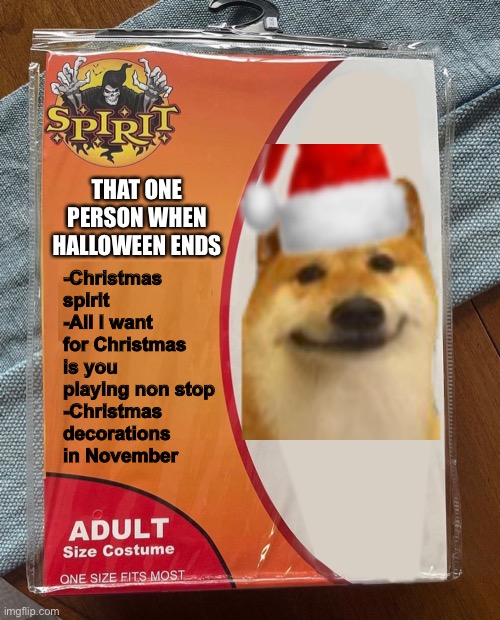 SPIRIT
THAT ONE
PERSON WHEN
HALLOWEEN ENDS
-Christmas
spirit
-All I want
for Christmas
is you
playing non stop
-Christmas
decorations
in November
ADULT
Size Costume
ONE SIZE FITS MOST
imgflip.com